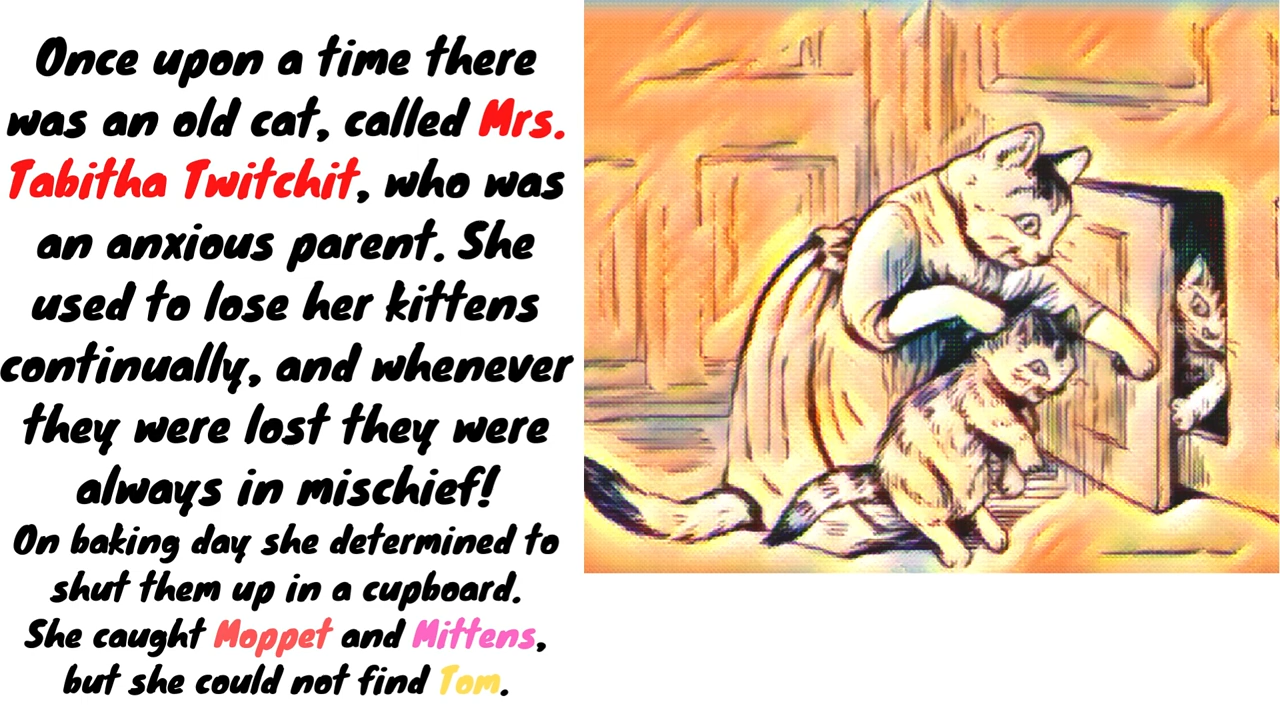 Once upon a time there
was an old cat, called Mrs.
Tabitha Twitchit, who was
an anxious parent. She
used to lose her kittens
continually, and whenever
they were lost they were
always in mischief!
On baking day she determined to
shut them up in a cupboard.
She caught Moppet and Mittens,
but she could not find Tom.